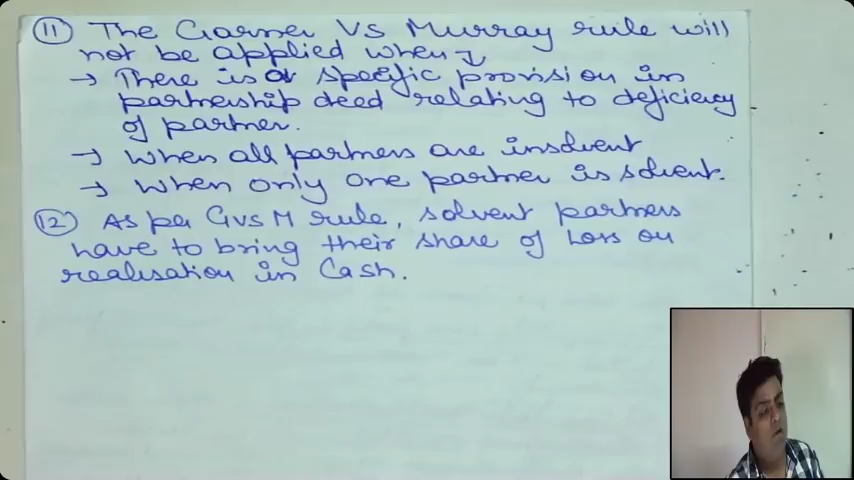 (11) The Garner Vs Murray rule will
not be applied when↓
→ There is a specific provision in
partnership deed relating to deficiency
of partner.
→ When all partners are insolvent
→ When only one partner is solvent.
(12) As per G vs M rule, solvent partners
have to bring their share of Loss on
realisation in Cash.